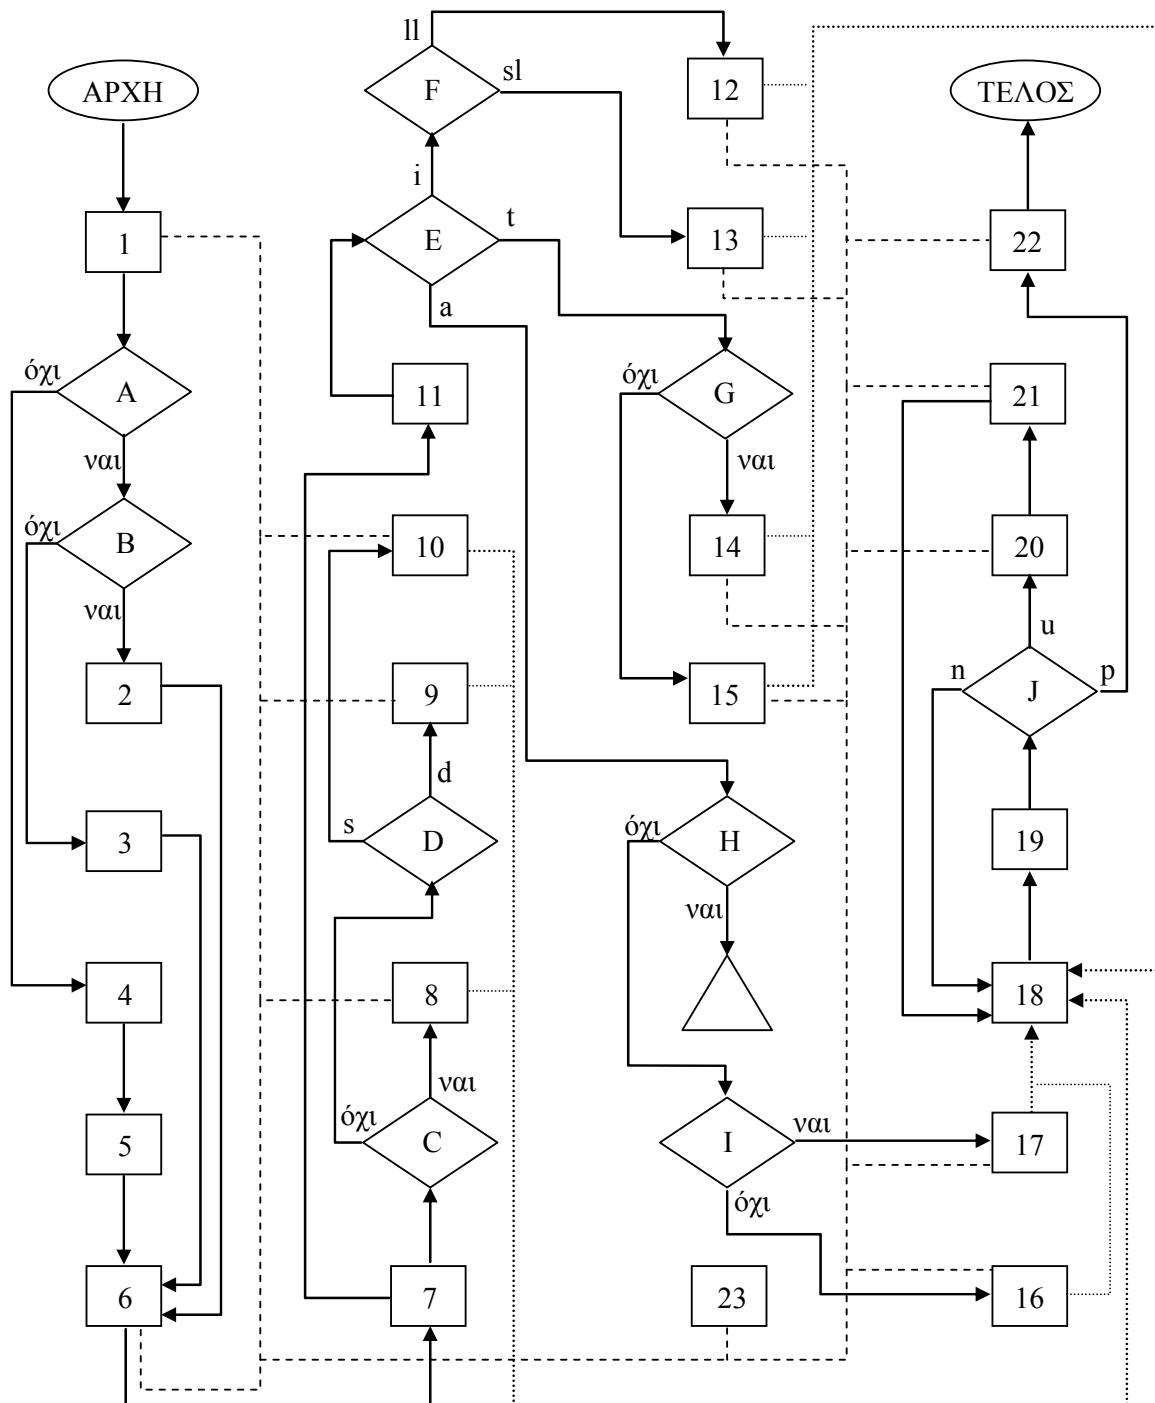 ΑΡΧΗ
1
A
όχι
ναι
B
όχι
ναι
2
3
4
5
6
ll
F
sl
i
E
t
a
11
10
9
d
s
D
8
ναι
όχι
C
7
12
13
όχι
G
ναι
14
15
όχι
H
ναι
I
ναι
όχι
23
ΤΕΛΟΣ
22
21
20
u
n
J
p
19
18
17
16